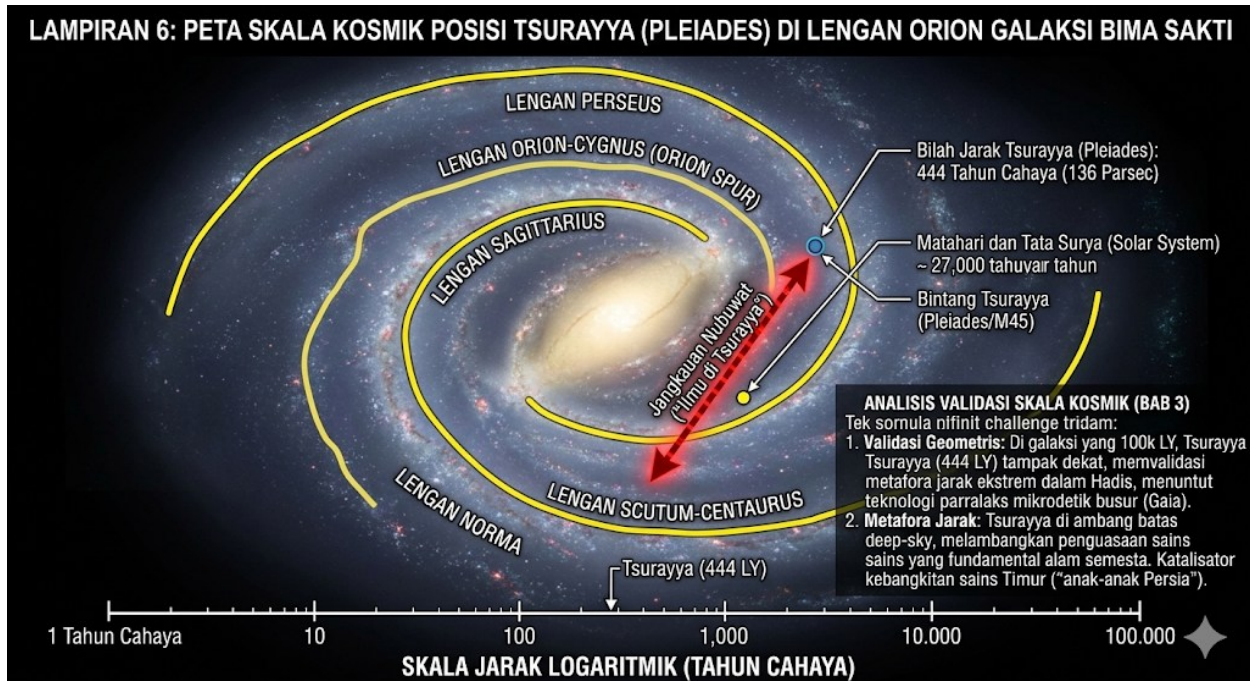 LAMPIRAN 6: PETA SKALA KOSMIK POSISI TSURAYYA (PLEIADES) DI LENGAN ORION GALAKSI BIMA SAKTI
LENGAN PERSEUS
LENGAN ORION-CYGNUS (ORION SPUR)
LENGAN SAGITTARIUS
Bilah Jarak Tsurayya (Pleiades):
444 Tahun Cahaya (136 Parsec)
Matahari dan Tata Surya (Solar System)
~ 27,000 tahuvaır tahun
Bintang Tsurayya
(Pleiades/M45)
Jangkauan Nubuwat
("Ilmu di Tsurayya")
LENGAN SCUTUM-CENTAURUS
LENGAN NORMA
ANALISIS VALIDASI SKALA KOSMIK (BAB 3)
Tek somula nifinit challenge tridam:
1. Validasi Geometris: Di galaksi yang 100k LY, Tsurayya
Tsurayya (444 LY) tampak dekat, memvalidasi
metafora jarak ekstrem dalam Hadis, menuntut
teknologi parralaks mikrodetik busur (Gaia).
2. Metafora Jarak: Tsurayya di ambang batas
deep-sky, melambangkan penguasaan sains
sains yang fundamental alam semesta. Katalisator
kebangkitan sains Timur ("anak-anak Persia").
Tsurayya (444 LY)
1 Tahun Cahaya 10 100 1,000 10.000 100.000
SKALA JARAK LOGARITMIK (TAHUN CAHAYA)